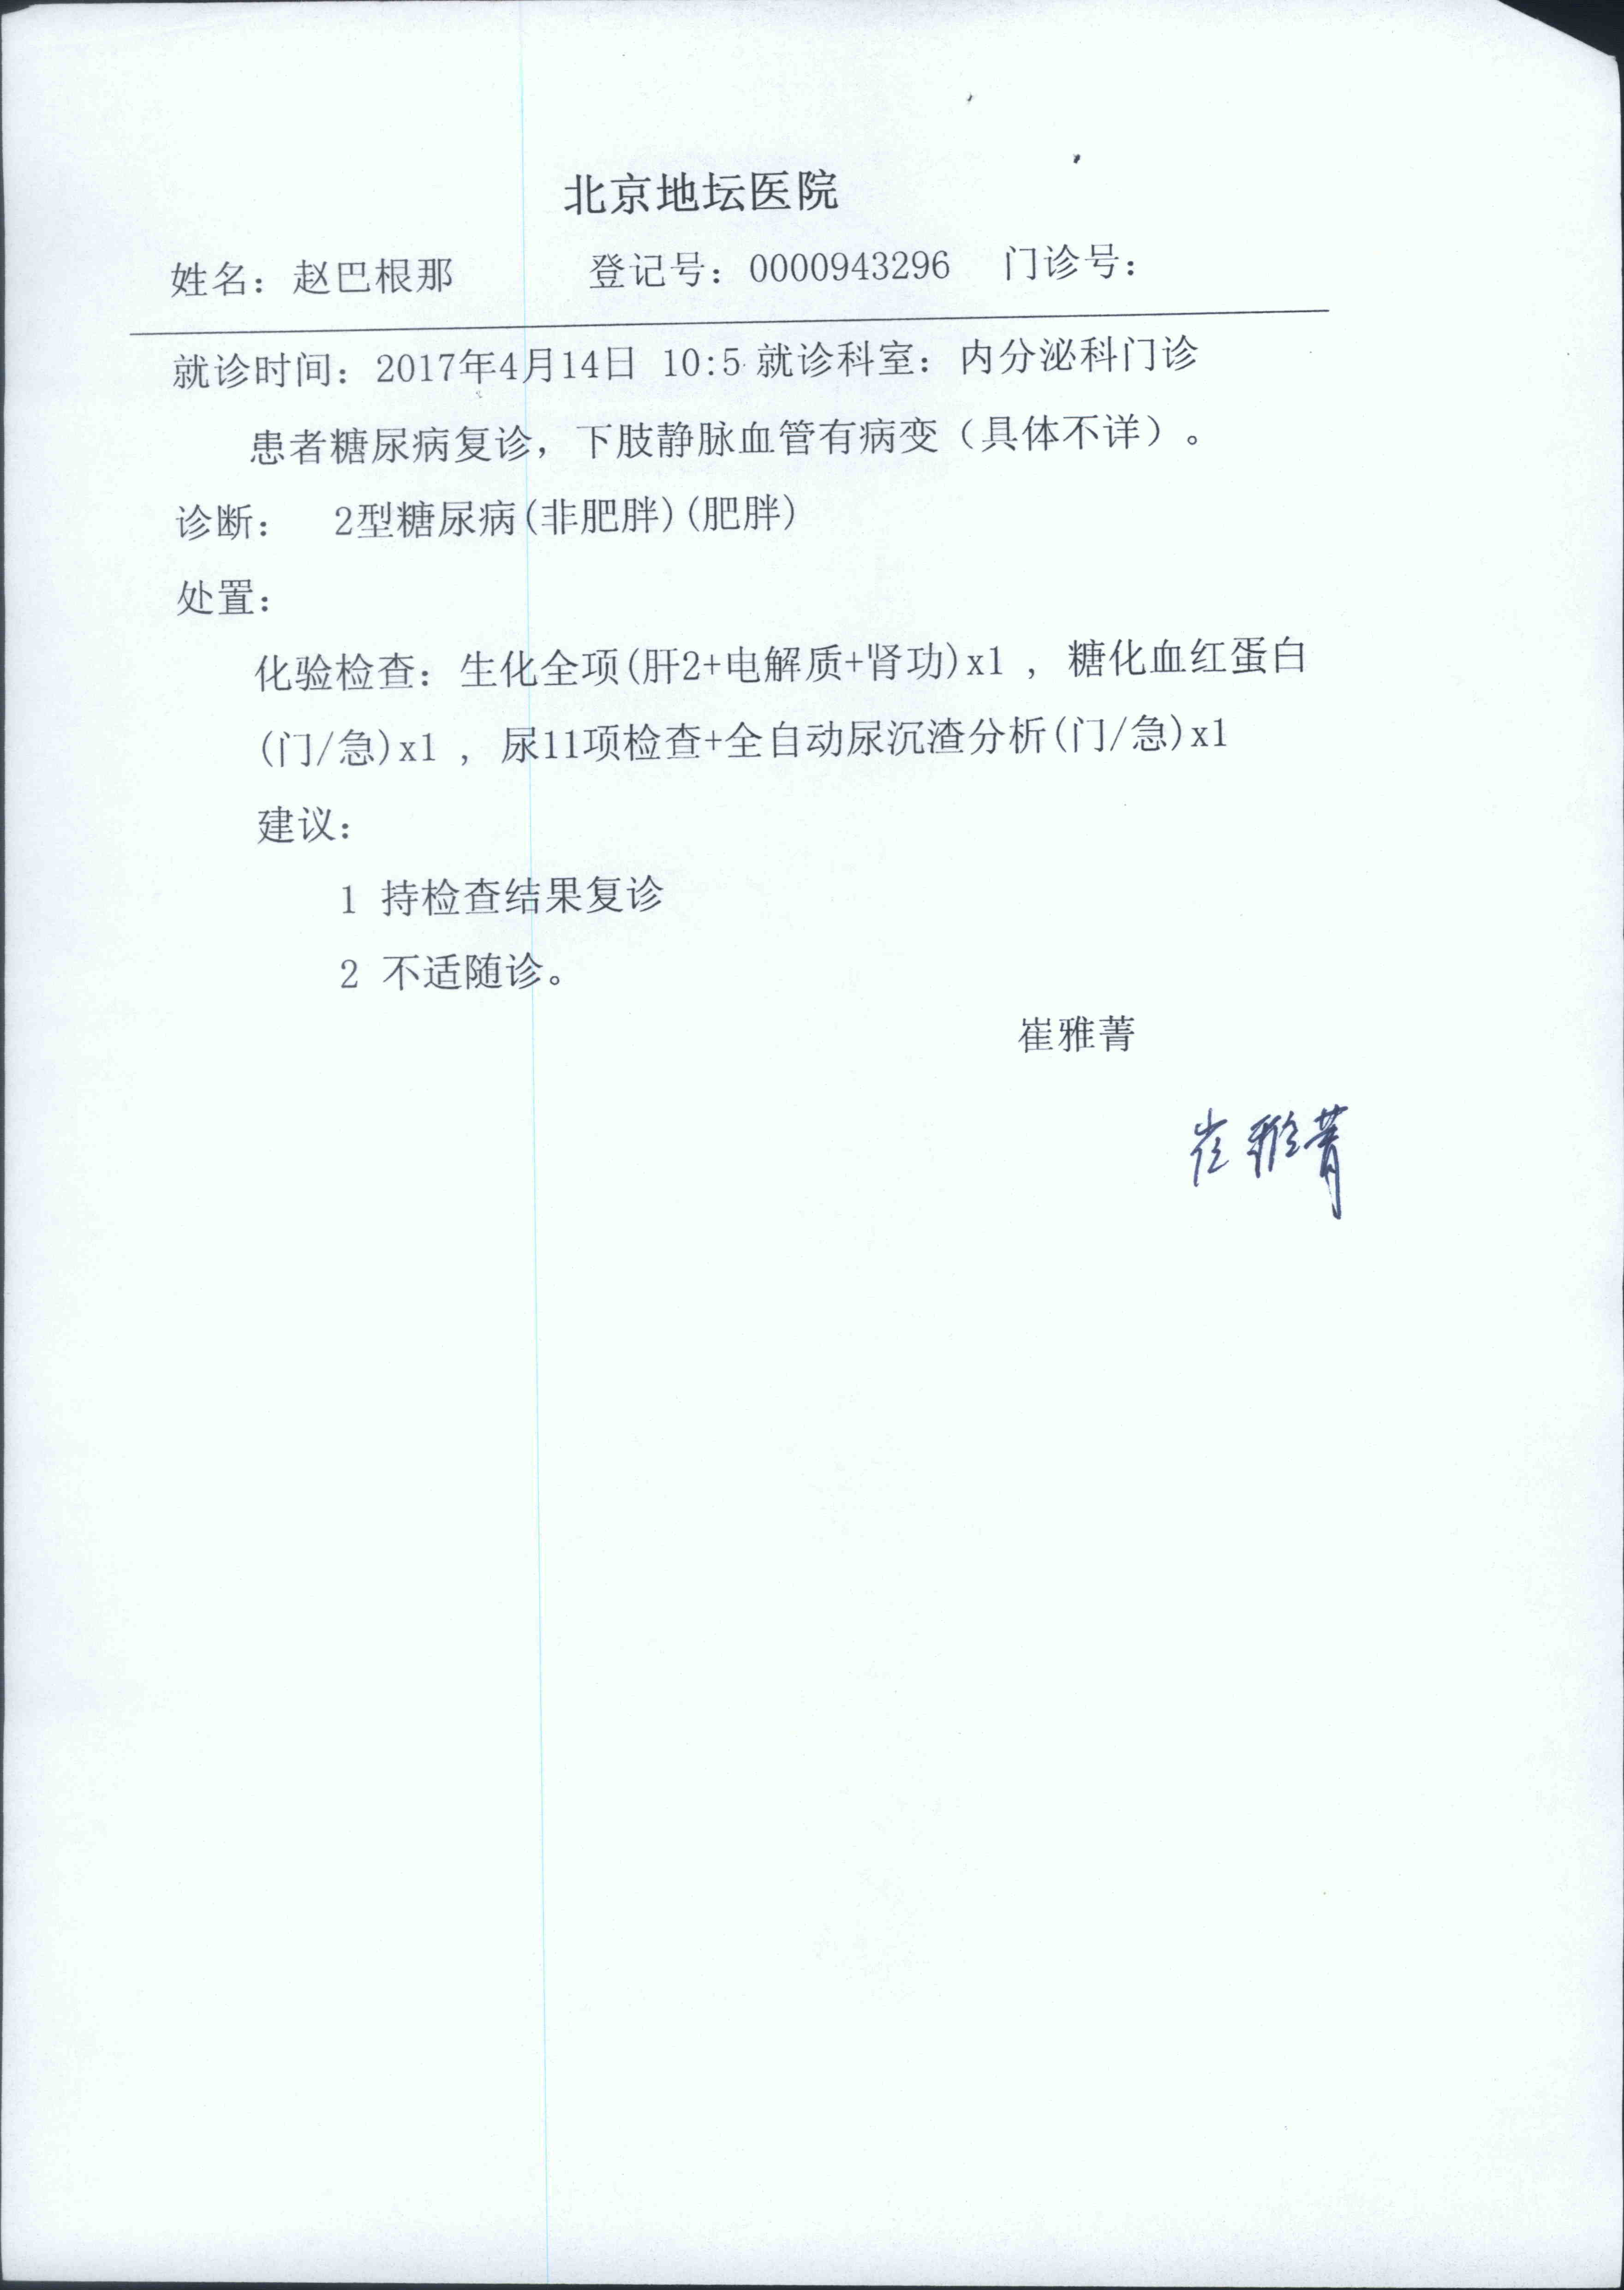 北京地坛医院
姓名：赵巴根那 登记号：0000943296 门诊号：
就诊时间：2017年4月14日 10:5 就诊科室：内分泌科门诊
患者糖尿病复诊，下肢静脉血管有病变（具体不详）。
诊断： 2型糖尿病(非肥胖)(肥胖)
处置：
化验检查：生化全项(肝2+电解质+肾功)x1 , 糖化血红蛋白
(门/急)x1 , 尿11项检查+全自动尿沉渣分析(门/急)x1
建议：
1 持检查结果复诊
2 不适随诊。
崔雅菁
崔雅菁